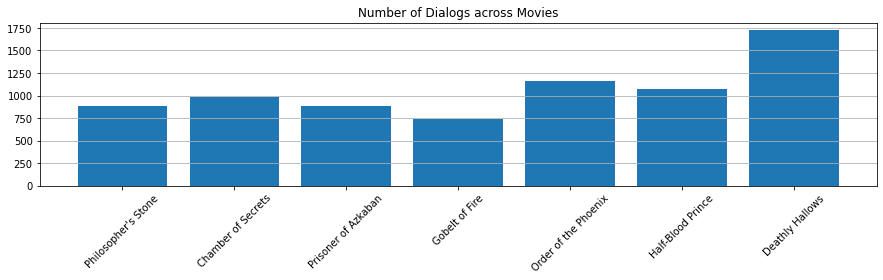 Number of Dialogs across Movies
1750
1500
1250
1000
750
500
250
0
Philosopher's Stone
Chamber of Secrets
Prisoner of Azkaban
Gobelt of Fire
Order of the Phoenix
Half-Blood Prince
Deathly Hallows